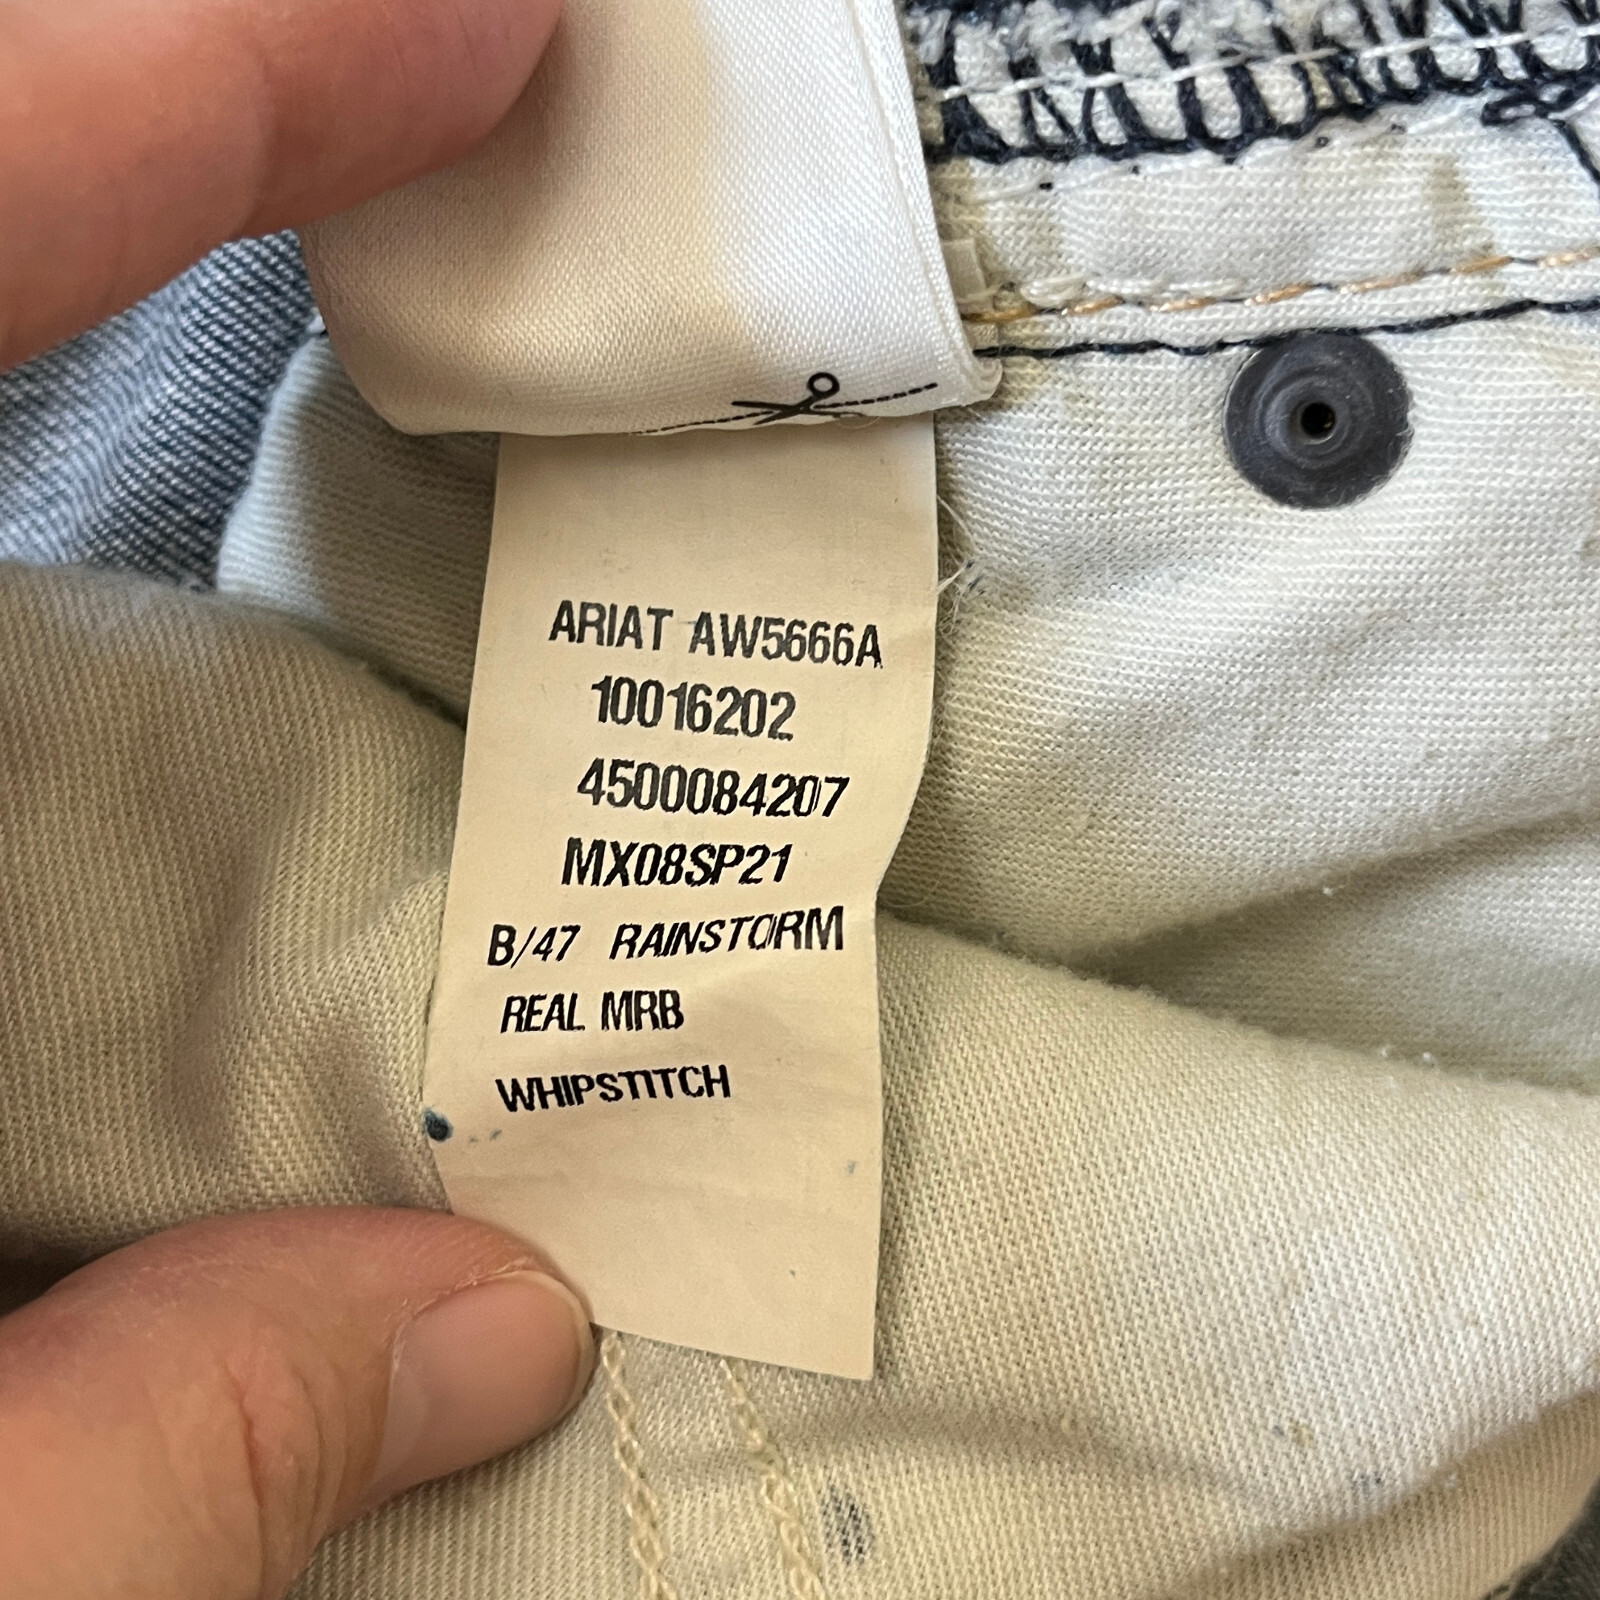 ARIAT AW5666A
10016202
4500084207
MX08SP21
B/47 RAINSTORM
REAL MRB
WHIPSTITCH